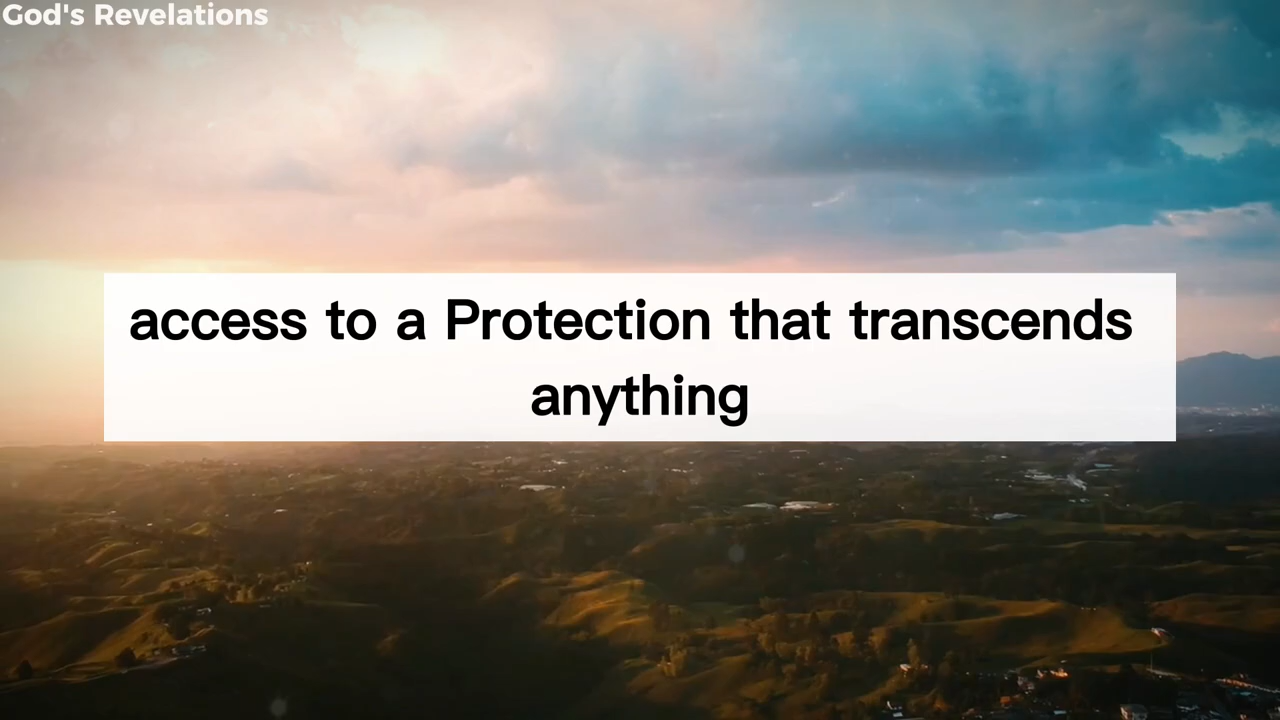 God's Revelations
access to a Protection that transcends
anything